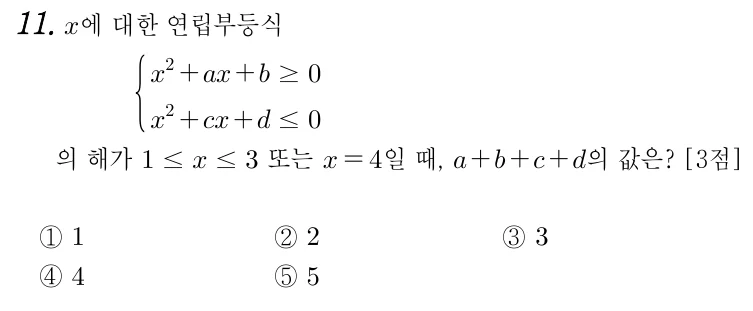 11. x에 대한 연립부등식
x²+ax+b ≥ 0
x²+cx+d ≤ 0
의 해가 1 ≤ x ≤ 3 또는 x=4일 때, a+b+c+d의 값은? [3점]
① 1 ② 2 ③ 3
④ 4 ⑤ 5